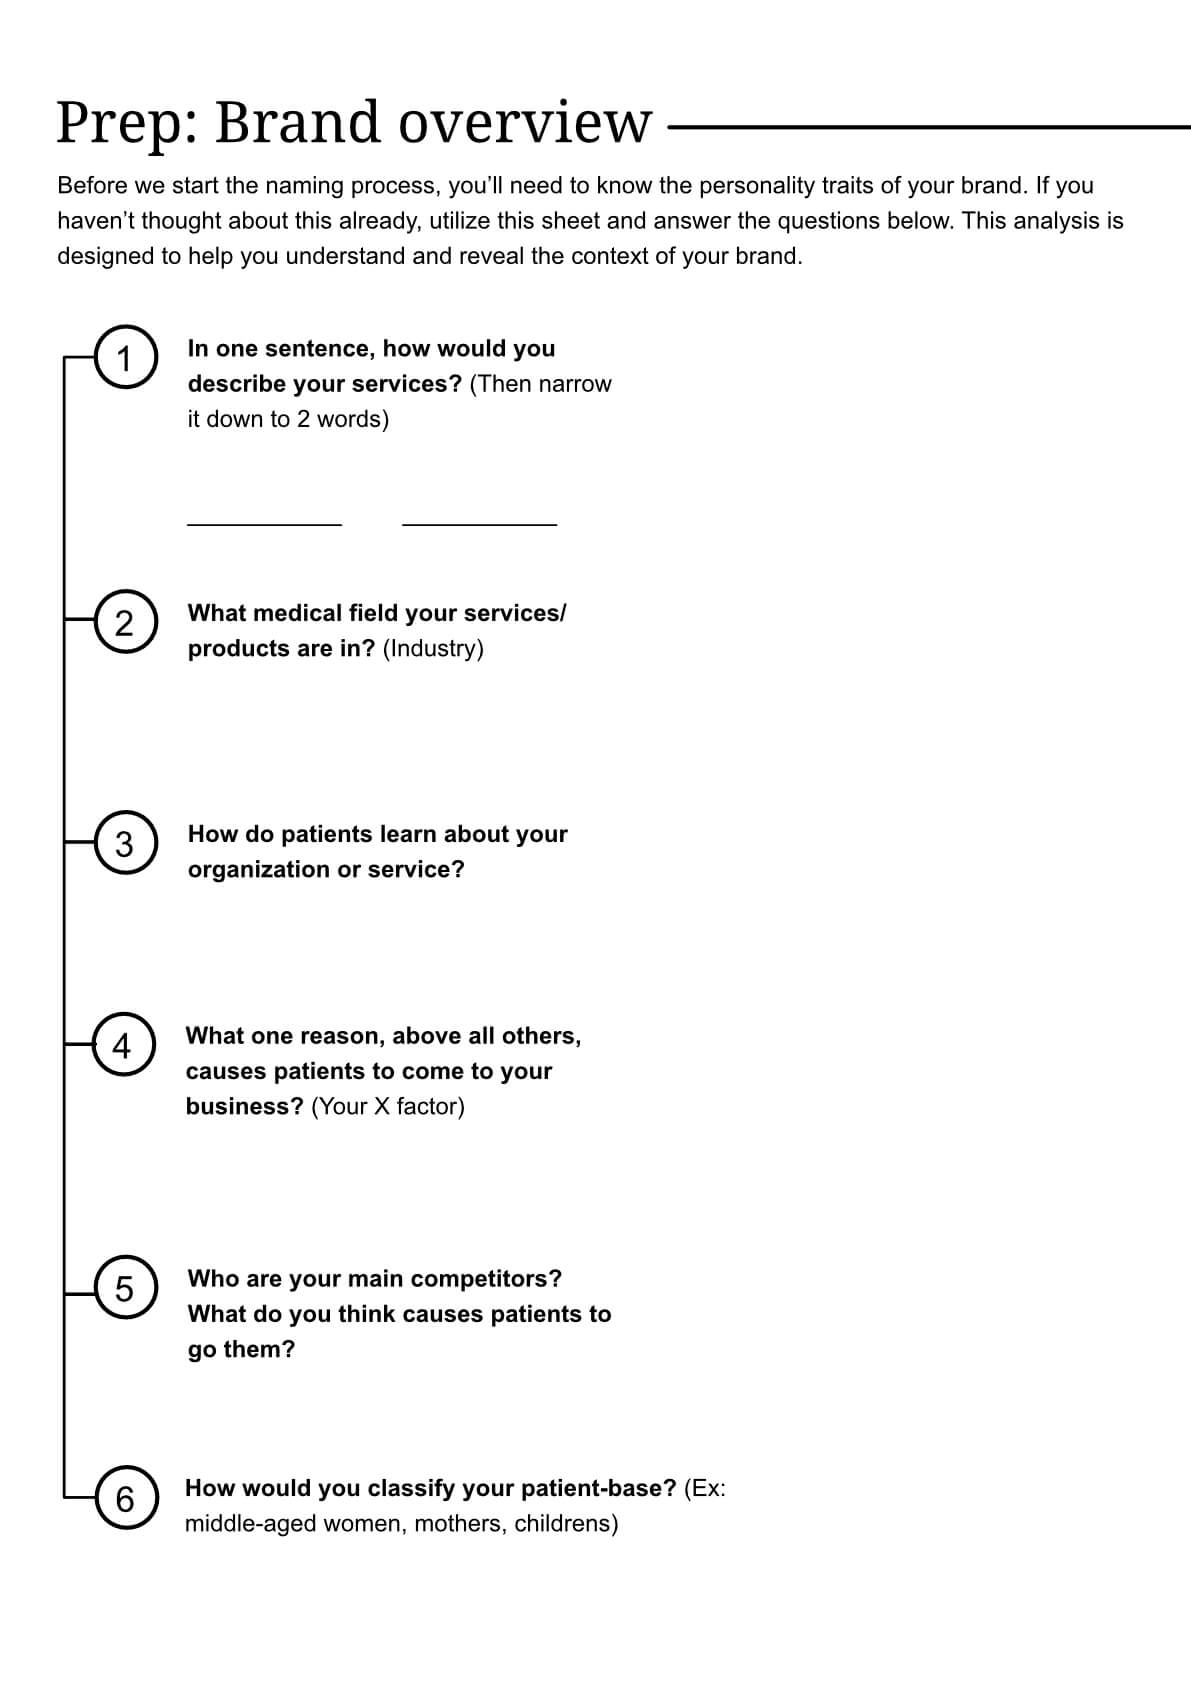 Prep: Brand overview
Before we start the naming process, you’ll need to know the personality traits of your brand. If you
haven’t thought about this already, utilize this sheet and answer the questions below. This analysis is
designed to help you understand and reveal the context of your brand.
1
In one sentence, how would you
describe your services? (Then narrow
it down to 2 words)
2
What medical field your services/
products are in? (Industry)
3
How do patients learn about your
organization or service?
4
What one reason, above all others,
causes patients to come to your
business? (Your X factor)
5
Who are your main competitors?
What do you think causes patients to
go them?
6
How would you classify your patient-base? (Ex:
middle-aged women, mothers, childrens)